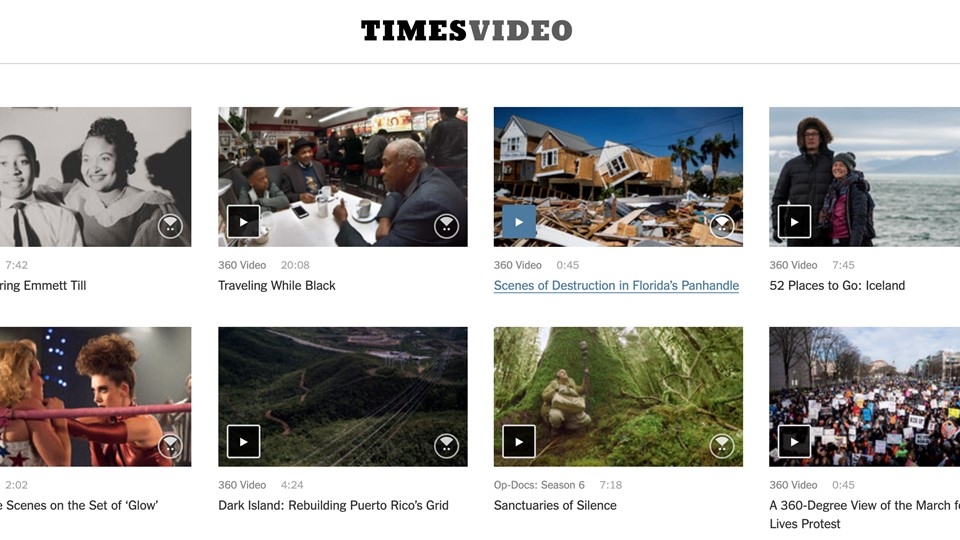 TIMESVIDEO
7:42
ring Emmett Till
360 Video 20:08
Traveling While Black
360 Video 0:45
Scenes of Destruction in Florida’s Panhandle
360 Video 7:45
52 Places to Go: Iceland
2:02
e Scenes on the Set of ‘Glow’
360 Video 4:24
Dark Island: Rebuilding Puerto Rico’s Grid
Op-Docs: Season 6 7:18
Sanctuaries of Silence
360 Video 0:45
A 360-Degree View of the March fo
Lives Protest